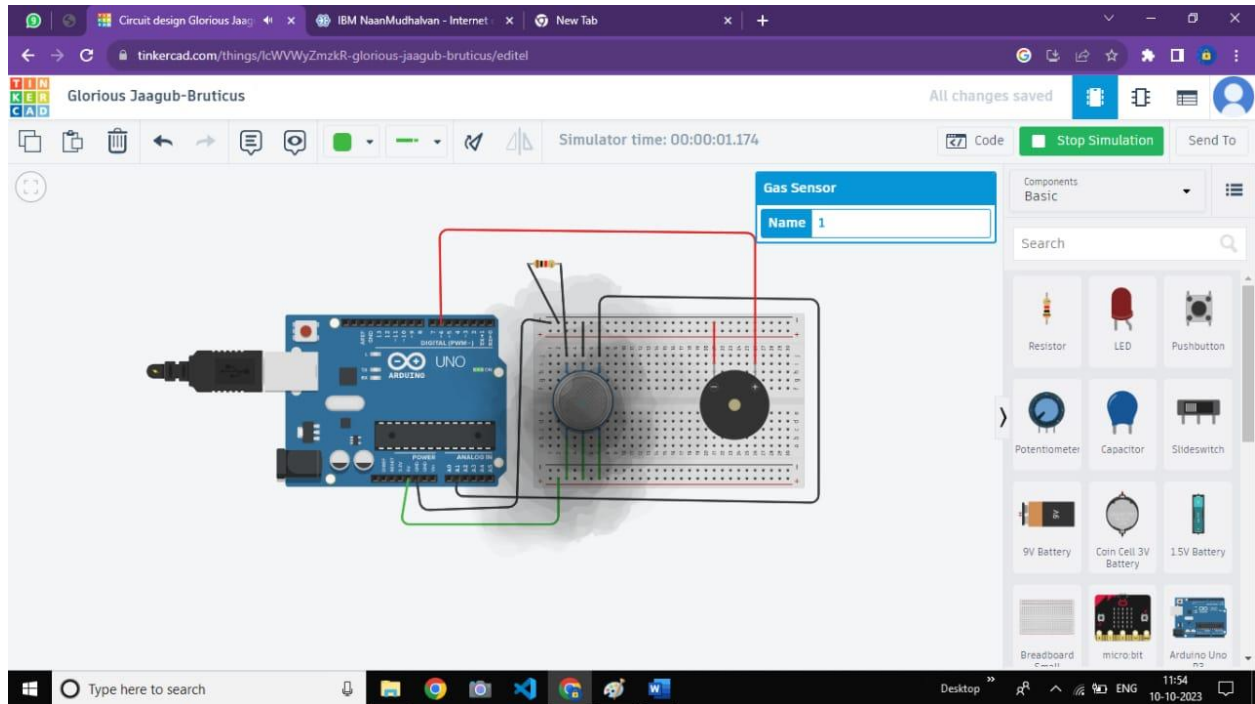 Circuit design Glorious Jaag
IBM NaanMudhalvan - Internet
New Tab
tinkercad.com/things/lcWVWyZmzkR-glorious-jaagub-bruticus/editel
TIN
KER
CAD
Glorious Jaagub-Bruticus
All changes saved
Simulator time: 00:00:01.174
Code
Stop Simulation
Send To
Gas Sensor
Name 1
Components
Basic
Search
Resistor
LED
Pushbutton
Potentiometer
Capacitor
Slideswitch
9V Battery
Coin Cell 3V
Battery
1.5V Battery
Breadboard
micro:bit
Arduino Uno
DIGITAL (PWM~)
UNO
ARDUINO
POWER
ANALOG IN
Type here to search
Desktop
ENG
11:54
10-10-2023